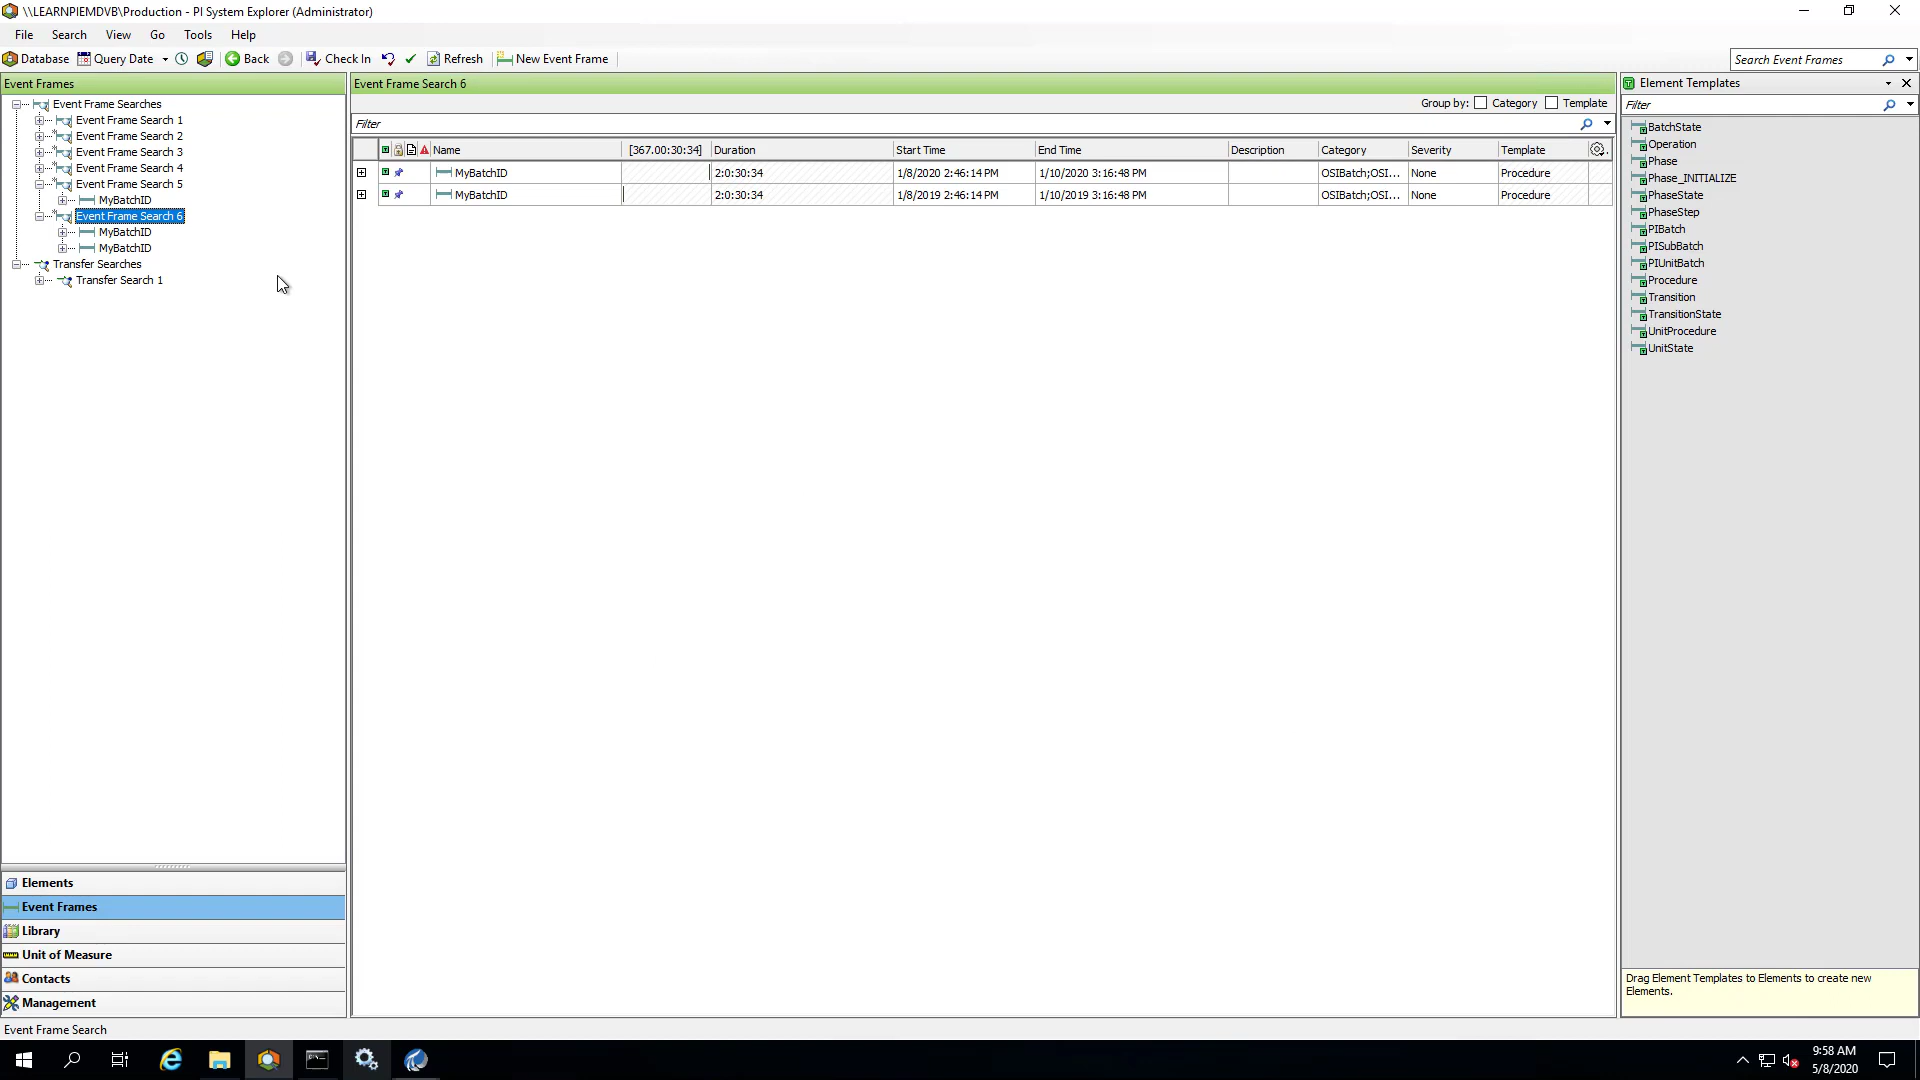 \\LEARNPIEMDVB\Production - PI System Explorer (Administrator)
File Search View Go Tools Help
Database Query Date Back Check In Refresh New Event Frame Search Event Frames
Event Frames
Event Frame Searches
Event Frame Search 1
Event Frame Search 2
Event Frame Search 3
Event Frame Search 4
Event Frame Search 5
MyBatchID
Event Frame Search 6
MyBatchID
MyBatchID
Transfer Searches
Transfer Search 1
Elements
Event Frames
Library
Unit of Measure
Contacts
Management
Event Frame Search
Event Frame Search 6
Group by: Category Template
Filter
Name [367.00:30:34] Duration Start Time End Time Description Category Severity Template
MyBatchID 2:0:30:34 1/8/2020 2:46:14 PM 1/10/2020 3:16:48 PM OSIBatch;OSI... None Procedure
MyBatchID 2:0:30:34 1/8/2019 2:46:14 PM 1/10/2019 3:16:48 PM OSIBatch;OSI... None Procedure
Element Templates
Filter
BatchState
Operation
Phase
Phase_INITIALIZE
PhaseState
PhaseStep
PIBatch
PISubBatch
PIUnitBatch
Procedure
Transition
TransitionState
UnitProcedure
UnitState
Drag Element Templates to Elements to create new
Elements.
9:58 AM
5/8/2020